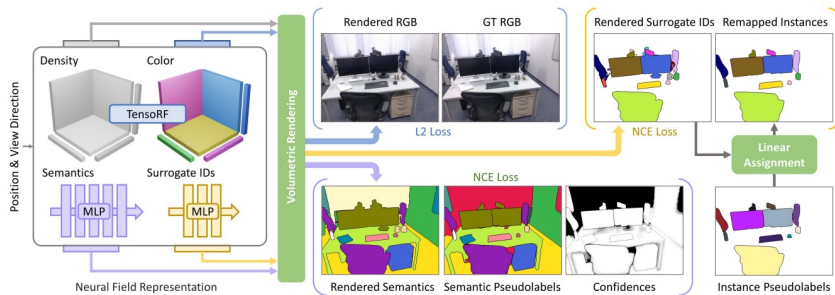 Position & View Direction
Density
Color
TensoRF
Semantics
Surrogate IDs
MLP
MLP
Neural Field Representation
Volumetric Rendering
Rendered RGB
GT RGB
L2 Loss
Rendered Surrogate IDs
Remapped Instances
NCE Loss
Linear
Assignment
NCE Loss
Rendered Semantics
Semantic Pseudolabels
Confidences
Instance Pseudolabels